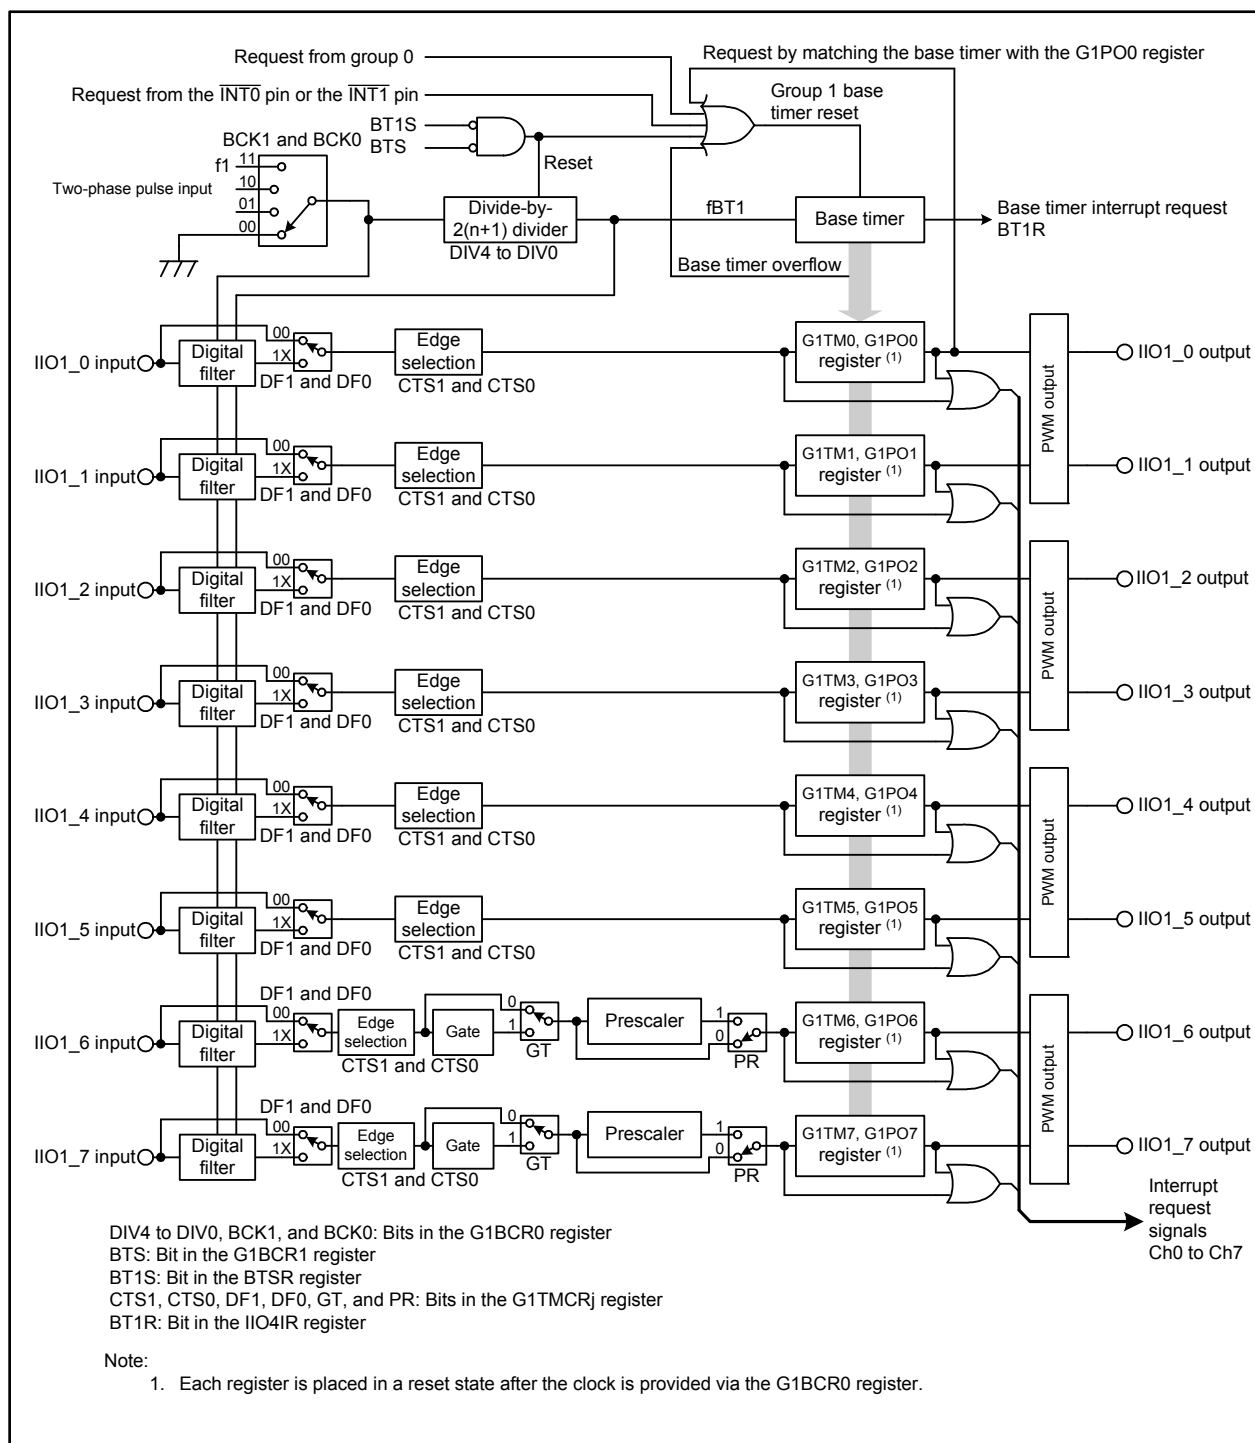 Request from group 0
Request by matching the base timer with the G1PO0 register
Request from the INT0 pin or the INT1 pin
Group 1 base
timer reset
BT1S
BTS
BCK1 and BCK0
Reset
f1
11
Two-phase pulse input
10
01
00
Divide-by-
2(n+1) divider
DIV4 to DIV0
fBT1
Base timer
Base timer interrupt request
BT1R
Base timer overflow
IIO1_0 input
Digital
filter
00
1X
DF1 and DF0
Edge
selection
CTS1 and CTS0
G1TM0, G1PO0
register (1)
PWM output
IIO1_0 output
IIO1_1 input
Digital
filter
00
1X
DF1 and DF0
Edge
selection
CTS1 and CTS0
G1TM1, G1PO1
register (1)
IIO1_1 output
IIO1_2 input
Digital
filter
00
1X
DF1 and DF0
Edge
selection
CTS1 and CTS0
G1TM2, G1PO2
register (1)
PWM output
IIO1_2 output
IIO1_3 input
Digital
filter
00
1X
DF1 and DF0
Edge
selection
CTS1 and CTS0
G1TM3, G1PO3
register (1)
IIO1_3 output
IIO1_4 input
Digital
filter
00
1X
DF1 and DF0
Edge
selection
CTS1 and CTS0
G1TM4, G1PO4
register (1)
PWM output
IIO1_4 output
IIO1_5 input
Digital
filter
00
1X
DF1 and DF0
Edge
selection
CTS1 and CTS0
G1TM5, G1PO5
register (1)
IIO1_5 output
IIO1_6 input
Digital
filter
DF1 and DF0
00
1X
Edge
selection
CTS1 and CTS0
Gate
0
1
GT
Prescaler
1
0
PR
G1TM6, G1PO6
register (1)
PWM output
IIO1_6 output
IIO1_7 input
Digital
filter
DF1 and DF0
00
1X
Edge
selection
CTS1 and CTS0
Gate
0
1
GT
Prescaler
1
0
PR
G1TM7, G1PO7
register (1)
IIO1_7 output
Interrupt
request
signals
Ch0 to Ch7
DIV4 to DIV0, BCK1, and BCK0: Bits in the G1BCR0 register
BTS: Bit in the G1BCR1 register
BT1S: Bit in the BTSR register
CTS1, CTS0, DF1, DF0, GT, and PR: Bits in the G1TMCRj register
BT1R: Bit in the IIO4IR register
Note:
1. Each register is placed in a reset state after the clock is provided via the G1BCR0 register.